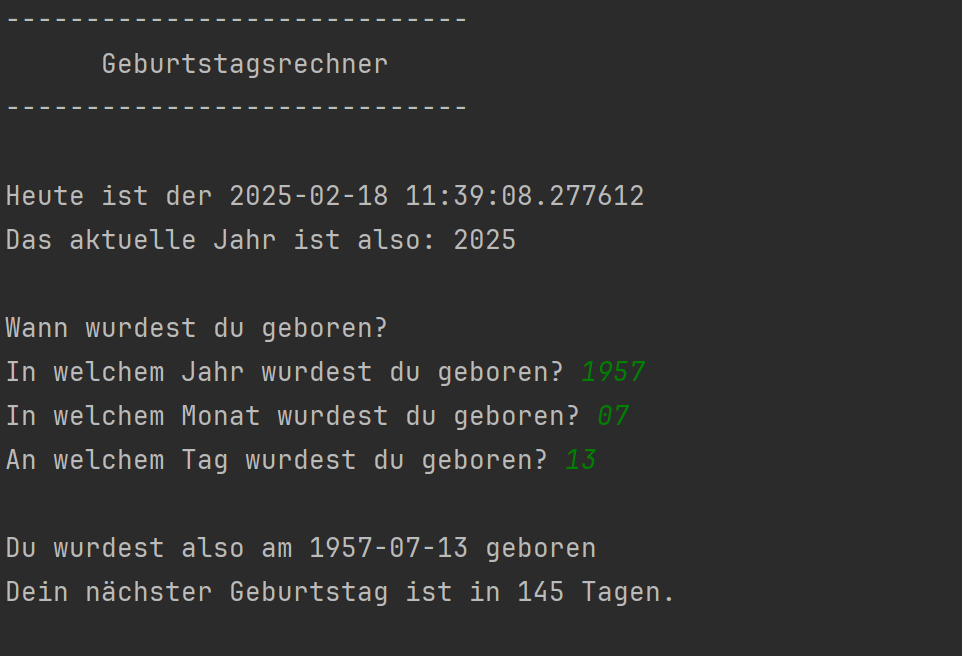 -----------------------------
Geburtstagsrechner
-----------------------------
Heute ist der 2025-02-18 11:39:08.277612
Das aktuelle Jahr ist also: 2025
Wann wurdest du geboren?
In welchem Jahr wurdest du geboren? 1957
In welchem Monat wurdest du geboren? 07
An welchem Tag wurdest du geboren? 13
Du wurdest also am 1957-07-13 geboren
Dein nächster Geburtstag ist in 145 Tagen.